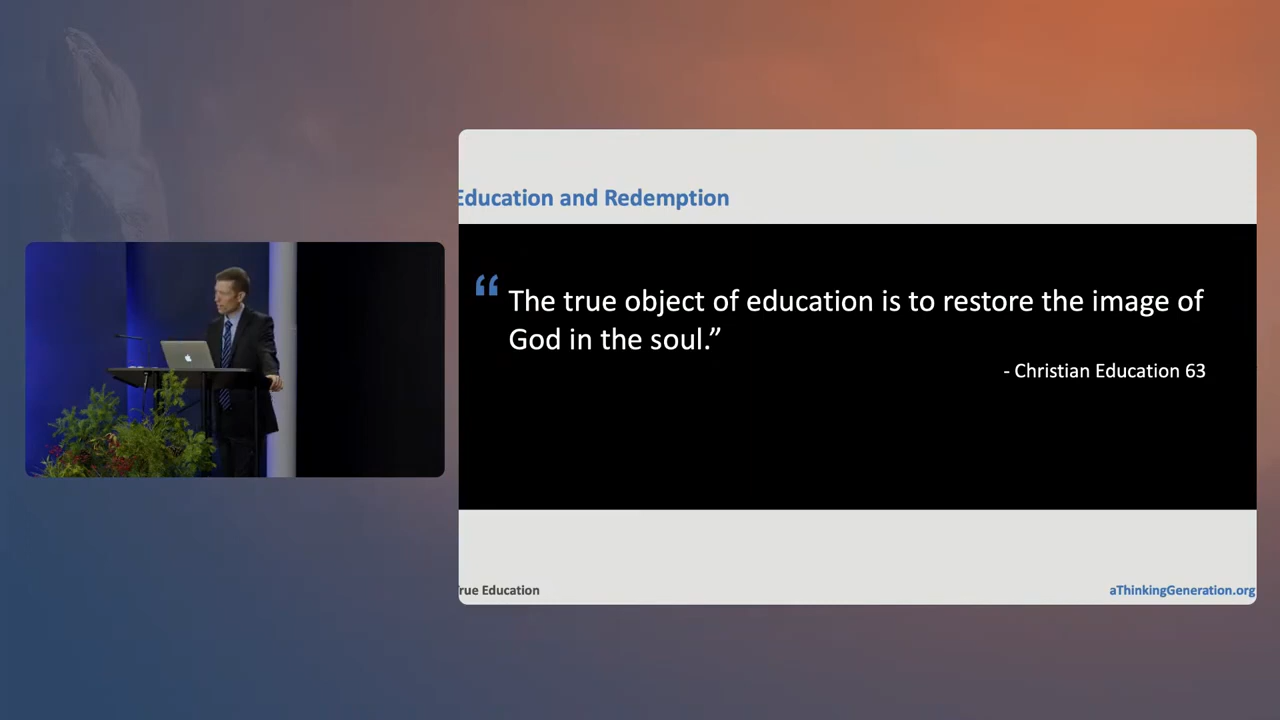 Education and Redemption
“ The true object of education is to restore the image of
God in the soul.”
- Christian Education 63
True Education
aThinkingGeneration.org